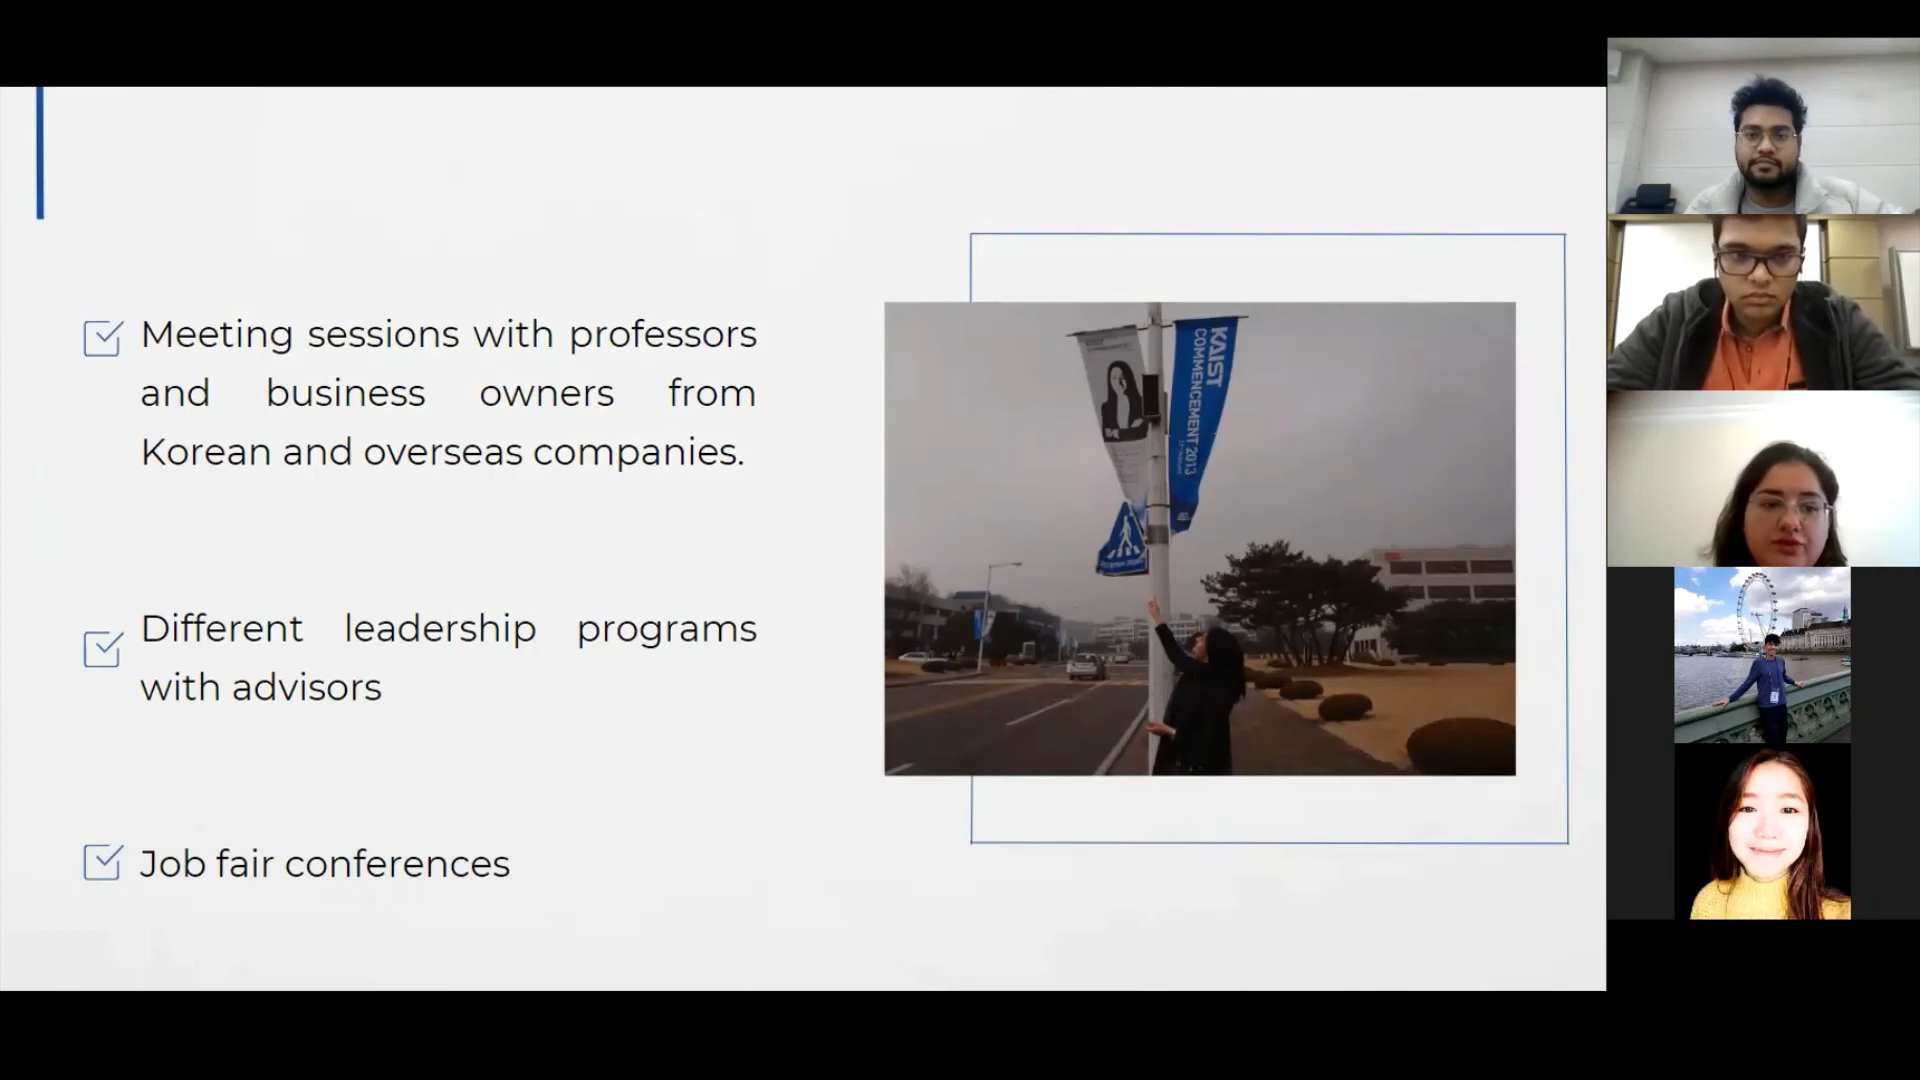 Meeting sessions with professors
and business owners from
Korean and overseas companies.
Different leadership programs
with advisors
Job fair conferences
KAIST
COMMENCEMENT 2013